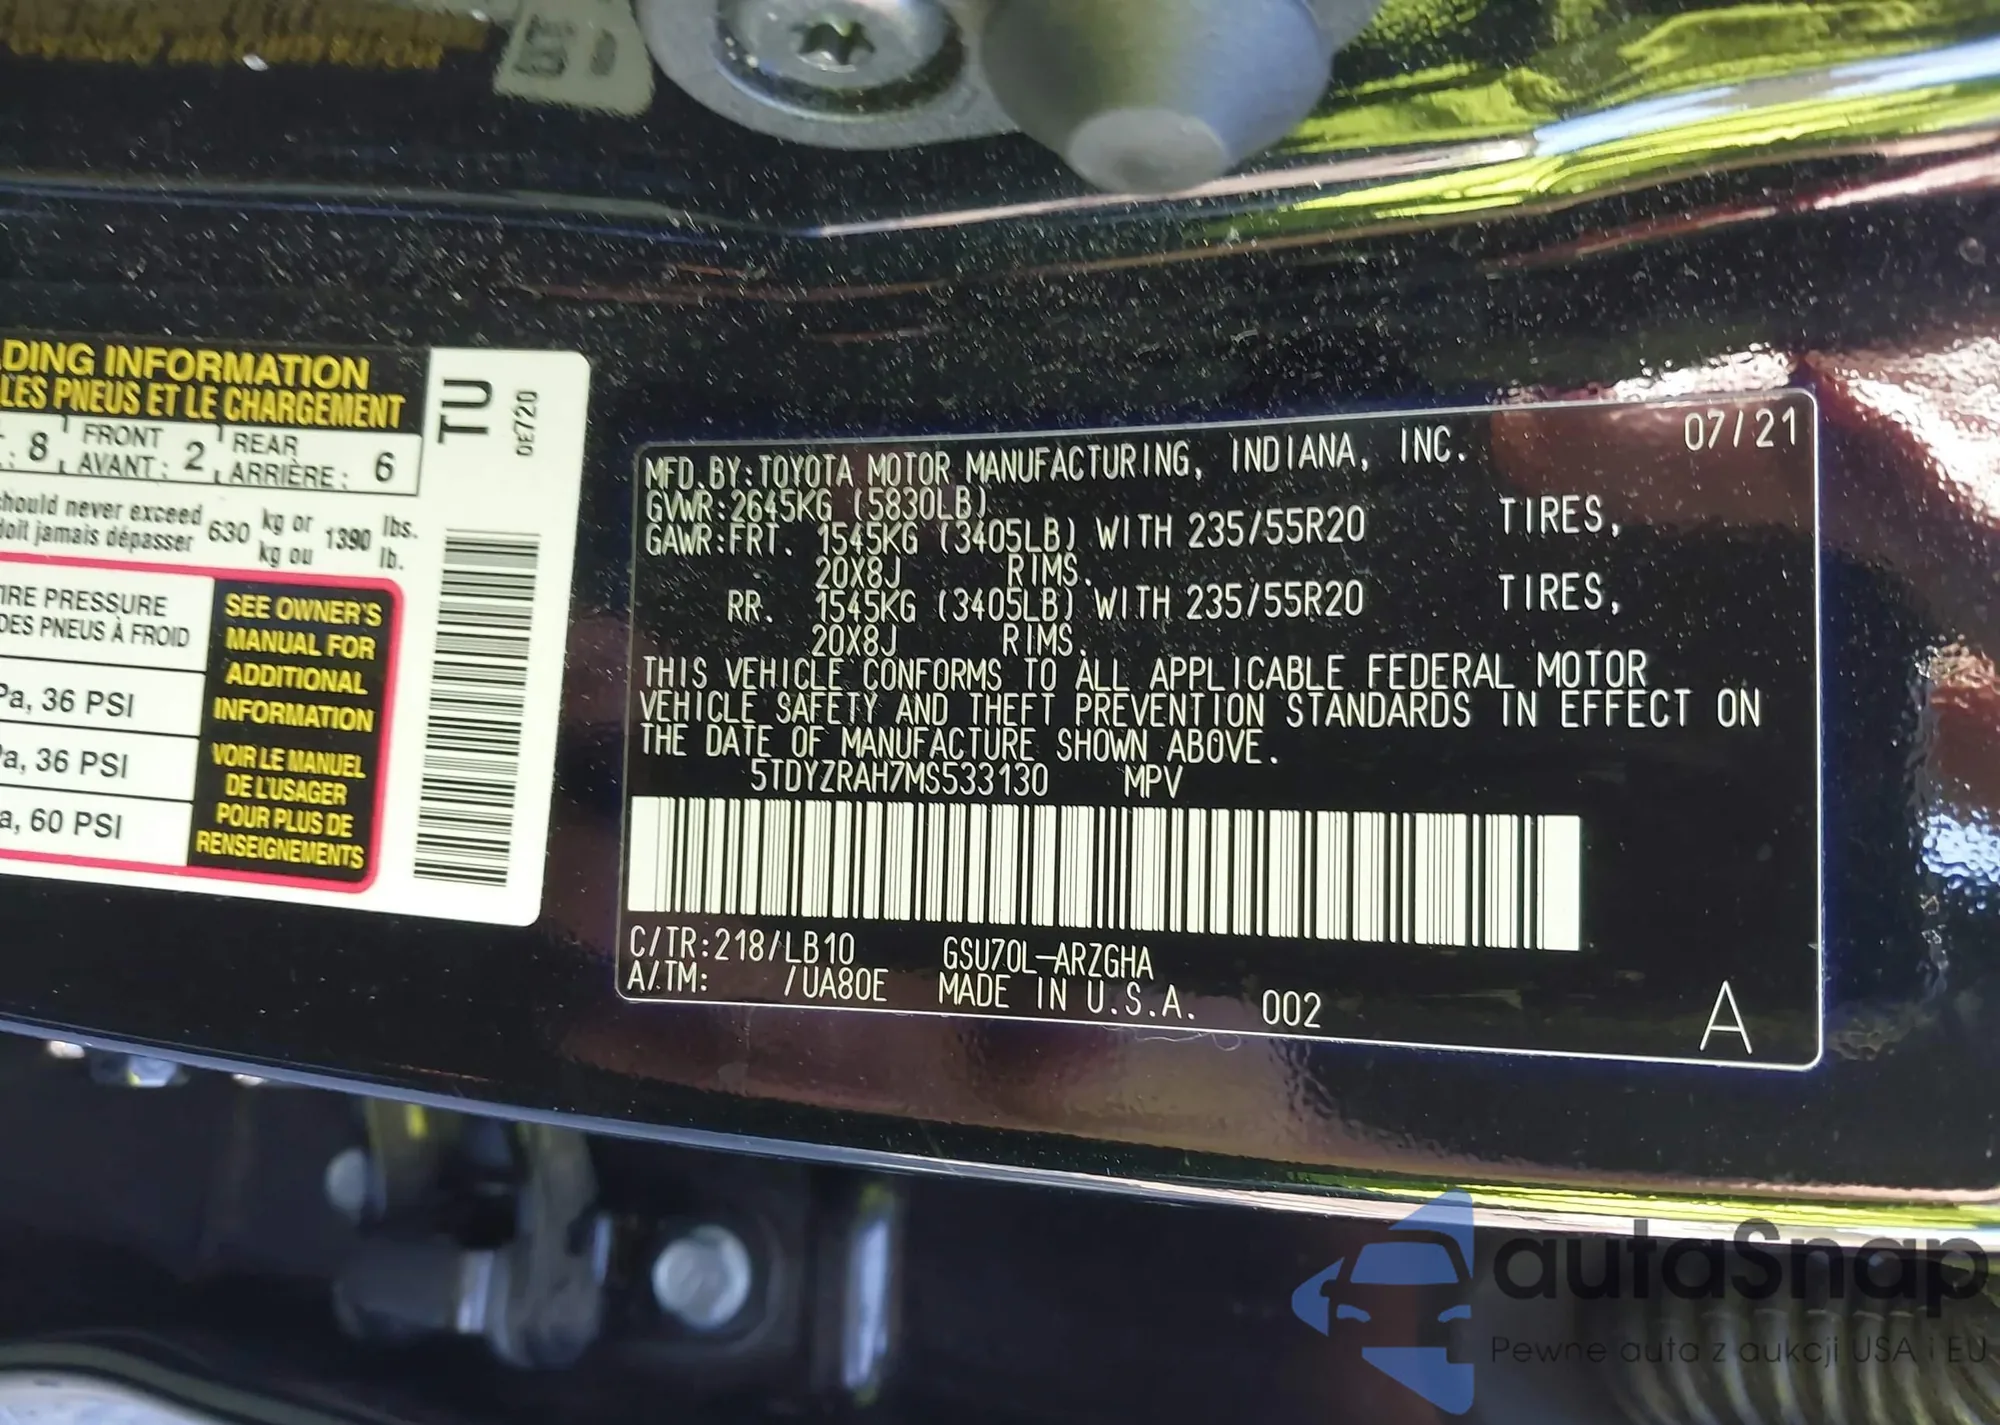 DING INFORMATION
LES PNEUS ET LE CHARGEMENT
TU
0E720
8 FRONT 2 REAR 6
AVANT: ARRIÈRE:
should never exceed 630 kg or 1390 lbs.
doit jamais dépasser kg ou lb.
IRE PRESSURE
DES PNEUS À FROID
Pa, 36 PSI
Pa, 36 PSI
a, 60 PSI
SEE OWNER'S
MANUAL FOR
ADDITIONAL
INFORMATION
VOIR LE MANUEL
DE L'USAGER
POUR PLUS DE
RENSEIGNEMENTS
07/21
MFD.BY:TOYOTA MOTOR MANUFACTURING, INDIANA, INC.
GVWR:2645KG (5830LB)
GAWR:FRT. 1545KG (3405LB) WITH 235/55R20 TIRES,
20X8J RIMS.
RR. 1545KG (3405LB) WITH 235/55R20 TIRES,
20X8J RIMS.
THIS VEHICLE CONFORMS TO ALL APPLICABLE FEDERAL MOTOR
VEHICLE SAFETY AND THEFT PREVENTION STANDARDS IN EFFECT ON
THE DATE OF MANUFACTURE SHOWN ABOVE.
5TDYZRAH7MS533130 MPV
C/TR:218/LB10 GSU70L-ARZGHA
A/TM: /UA80E MADE IN U.S.A. 002
A
autaSnap
Pewne auta z aukcji USA i EU